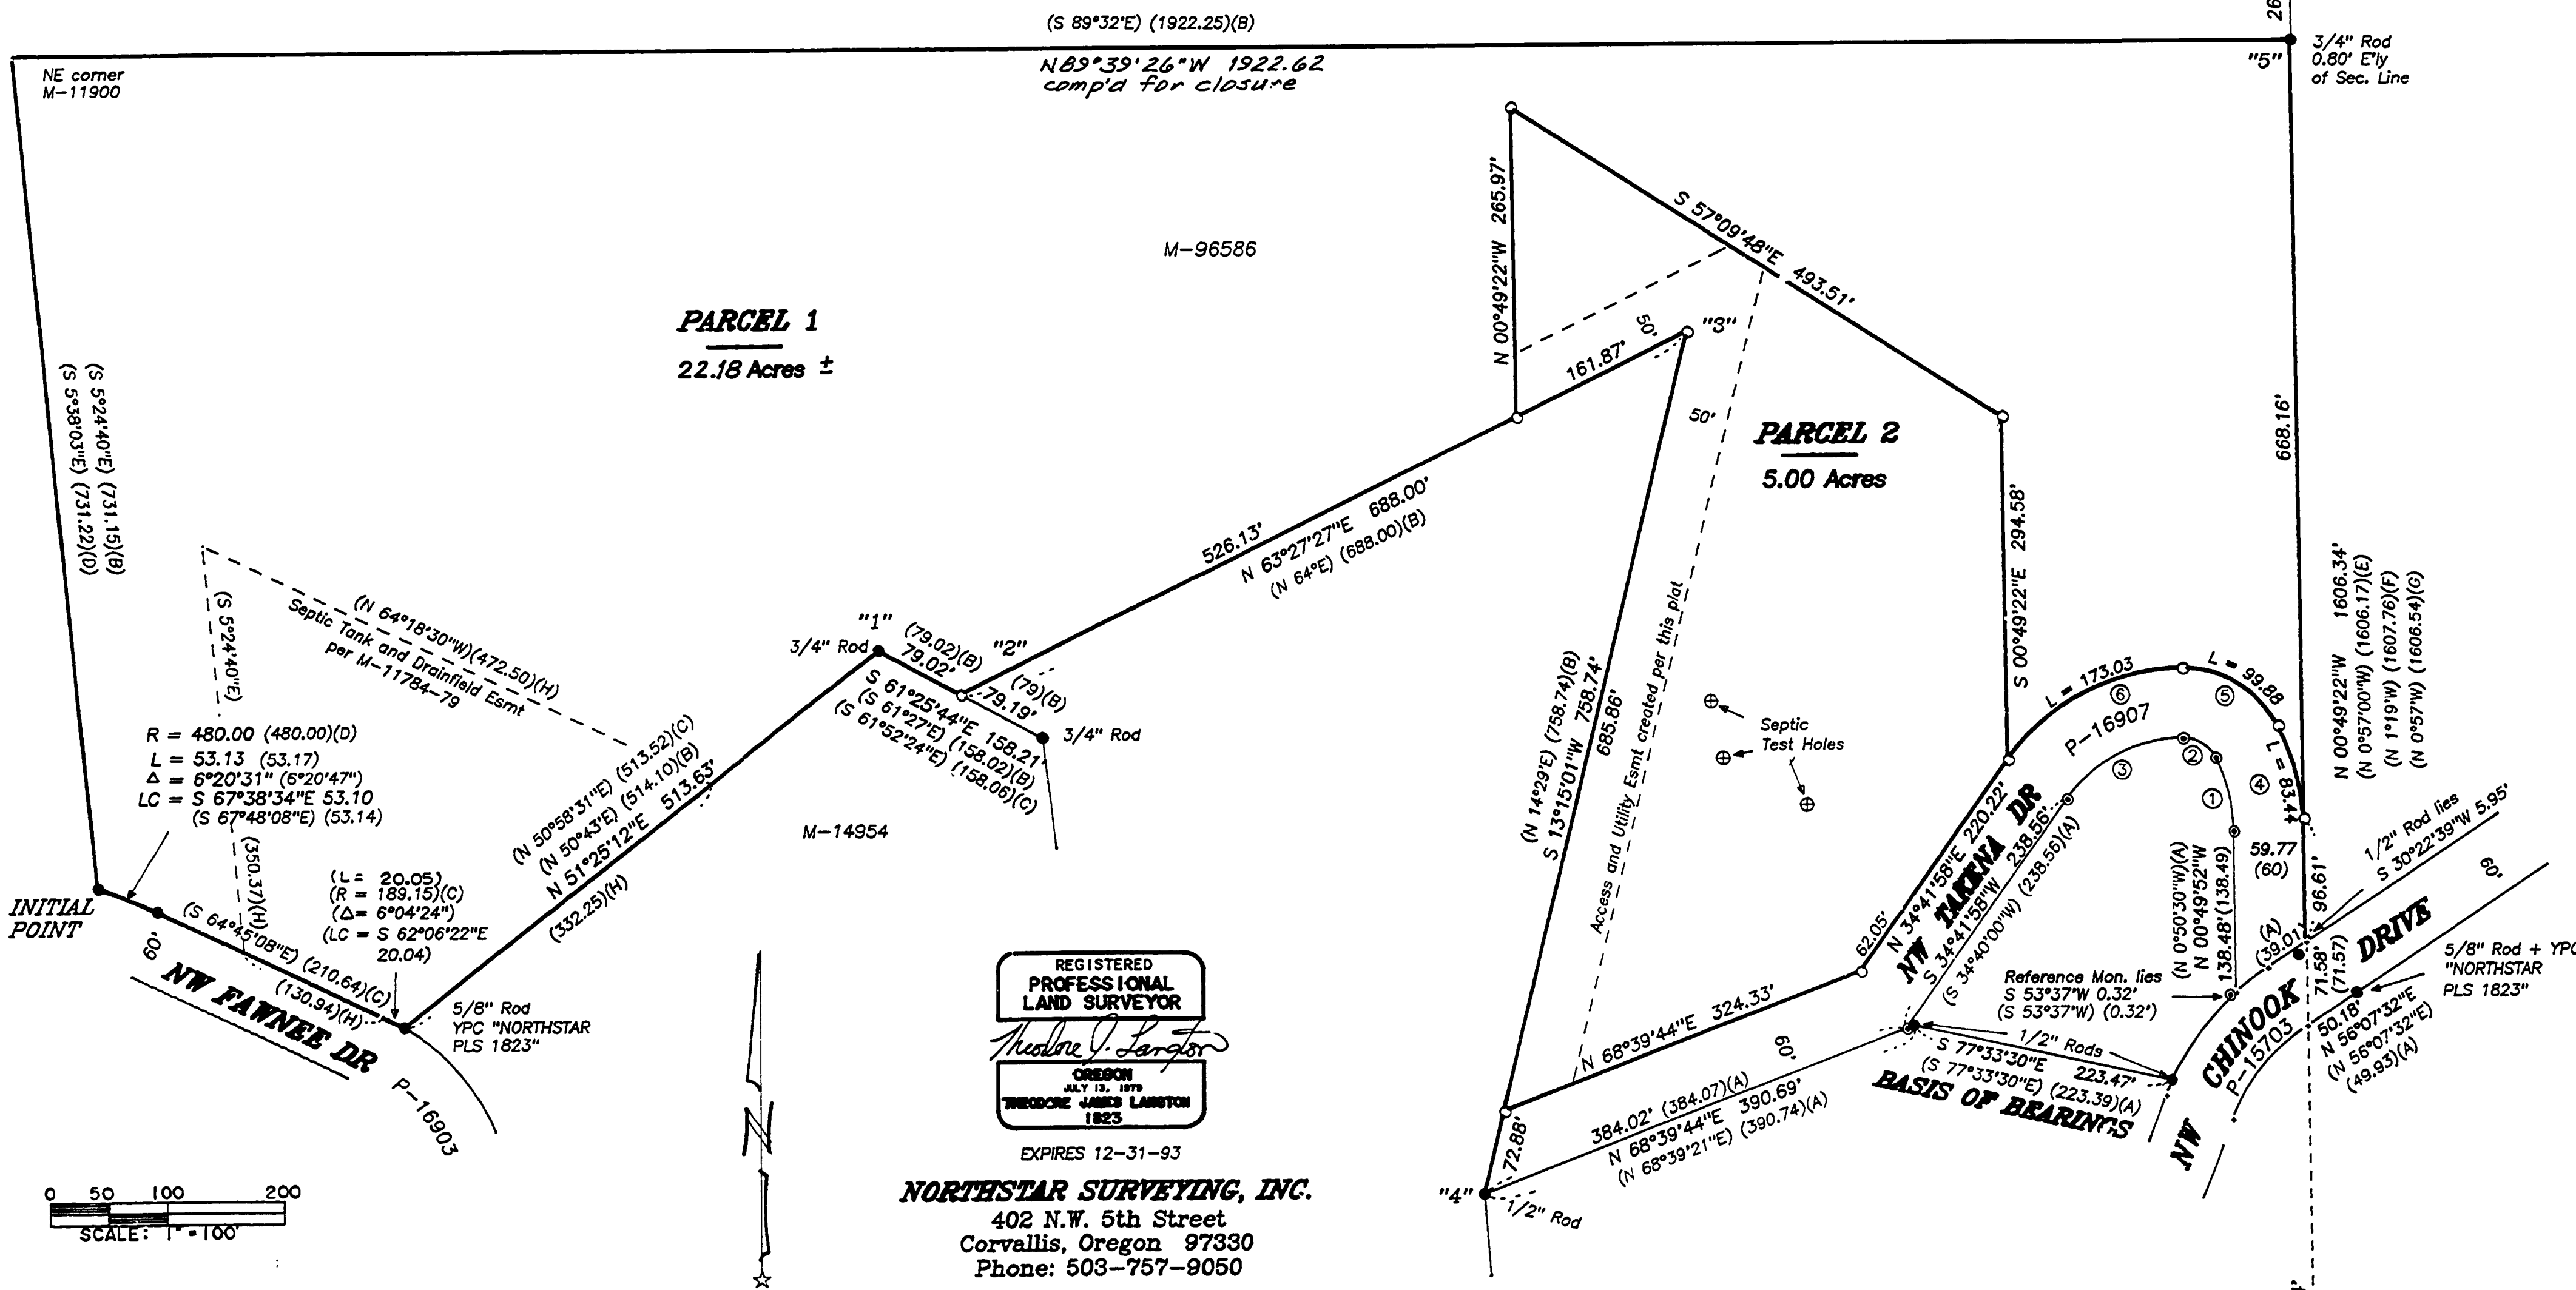 (S 89°32'E) (1922.25)(B)
N89°39'26"W 1922.62
comp'd for closure
NE corner
M-11900
"5"
3/4" Rod
0.80' E'ly
of Sec. Line
26
M-96586
PARCEL 1
22.18 Acres ±
N 00°49'22"W 265.97'
S 57°09'48"E 493.51'
"3"
50'
161.87'
50'
PARCEL 2
5.00 Acres
668.16'
S 00°49'22"E 294.58'
(S 5°24'40"E) (731.15)(B)
(S 5°38'03"E) (731.22)(D)
526.13'
N 63°27'27"E 688.00'
(N 64°E) (688.00)(B)
(S 5°24'40"E)
(N 64°18'30"W)(472.50)(H)
Septic Tank and Drainfield Esmt
per M-11784-79
"1"
3/4" Rod
(79.02)(B)
79.02'
"2"
(79)(B)
79.19'
3/4" Rod
S 61°25'44"E 158.21'
(S 61°27'E) (158.02)(B)
(S 61°52'24"E) (158.06)(C)
(N 14°29'E) (758.74)(B)
S 13°15'01"W 758.74'
685.86'
Access and Utility Esmt created per this plat
Septic
Test Holes
L = 173.03
⑥
L = 99.88
⑤
P-16907
③
②
①
④
L = 83.44
N 00°49'22"W 1606.34'
(N 0°57'00"W) (1606.17)(E)
(N 1°19'W) (1607.76)(F)
(N 0°57'W) (1606.54)(G)
R = 480.00 (480.00)(D)
L = 53.13 (53.17)
Δ = 6°20'31" (6°20'47")
LC = S 67°38'34"E 53.10
(S 67°48'08"E) (53.14)
(350.37)(H)
(L= 20.05)
(R = 189.15)(C)
(Δ= 6°04'24")
(LC = S 62°06'22"E
20.04)
(N 50°58'31"E) (513.52)(C)
(N 50°43'E) (514.10)(B)
N 51°25'12"E 513.63'
(332.25)(H)
M-14954
INITIAL
POINT
(S 64°45'08"E) (210.64)(C)
(130.94)(H)
60'
NW FAWNEE DR
P-16903
5/8" Rod
YPC "NORTHSTAR
PLS 1823"
62.05'
N 34°41'58"E 220.22'
NW TAKENA DR
S 34°41'58"W 238.56'
(S 34°40'00"W) (238.56)(A)
(N 0°50'30"W)(A)
N 00°49'52"W
138.48'(138.49)
59.77
(60)
96.61'
1/2" Rod lies
S 30°22'39"W 5.95'
60'
(A)
(39.01)
71.58'
(71.57)
Reference Mon. lies
S 53°37'W 0.32'
(S 53°37'W) (0.32')
1/2" Rods
S 77°33'30"E 223.47'
(S 77°33'30"E) (223.39)(A)
BASIS OF BEARINGS
NW CHINOOK DRIVE
P-15703
50.18'
N 56°07'32"E
(N 56°07'32"E)
(49.93)(A)
5/8" Rod + YPC
"NORTHSTAR
PLS 1823"
N 68°39'44"E 324.33'
60'
384.02' (384.07)(A)
N 68°39'44"E 390.69'
(N 68°39'21"E) (390.74)(A)
72.88'
"4"
1/2" Rod
REGISTERED
PROFESSIONAL
LAND SURVEYOR
Theodore J. Langton
OREGON
JULY 13, 1979
THEODORE JAMES LANGTON
1823
EXPIRES 12-31-93
NORTHSTAR SURVEYING, INC.
402 N.W. 5th Street
Corvallis, Oregon 97330
Phone: 503-757-9050
N
0 50 100 200
SCALE: 1" = 100'